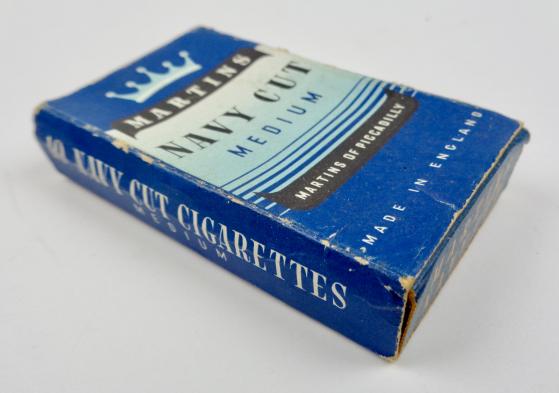 MARTINS
NAVY CUT
MEDIUM
MARTINS OF PICCADILLY
MADE IN ENGLAND
10 NAVY CUT CIGARETTES
MEDIUM